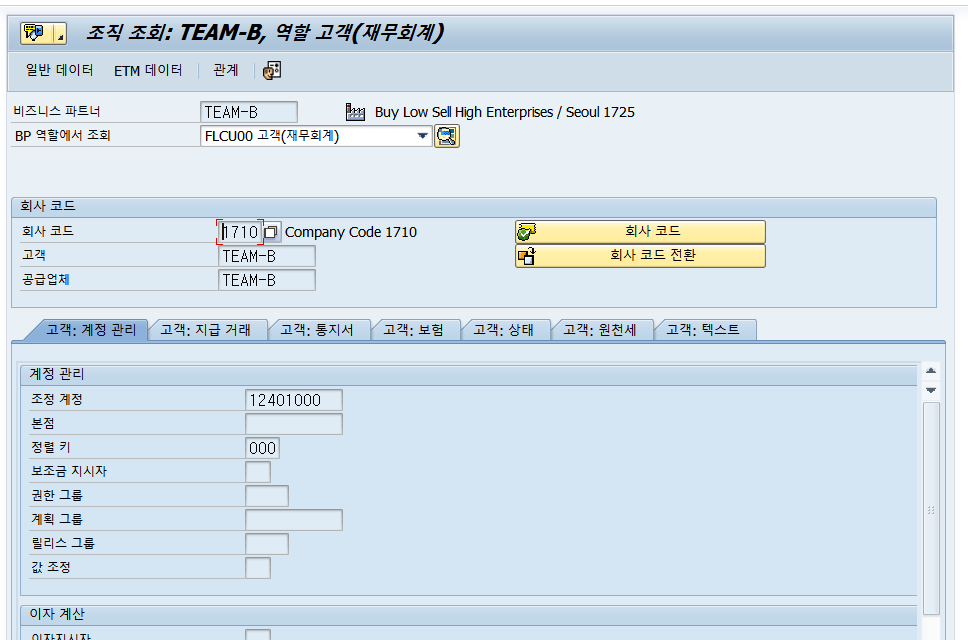 조직 조회: TEAM-B, 역할 고객(재무회계)
일반 데이터 ETM 데이터 관계
비즈니스 파트너 TEAM-B Buy Low Sell High Enterprises / Seoul 1725
BP 역할에서 조회 FLCU00 고객(재무회계)
회사 코드
회사 코드 1710 Company Code 1710 회사 코드
고객 TEAM-B 회사 코드 전환
공급업체 TEAM-B
고객: 계정 관리 고객: 지급 거래 고객: 통지서 고객: 보험 고객: 상태 고객: 원천세 고객: 텍스트
계정 관리
조정 계정 12401000
본점
정렬 키 000
보조금 지시자
권한 그룹
계획 그룹
릴리스 그룹
값 조정
이자 계산
이자지시자